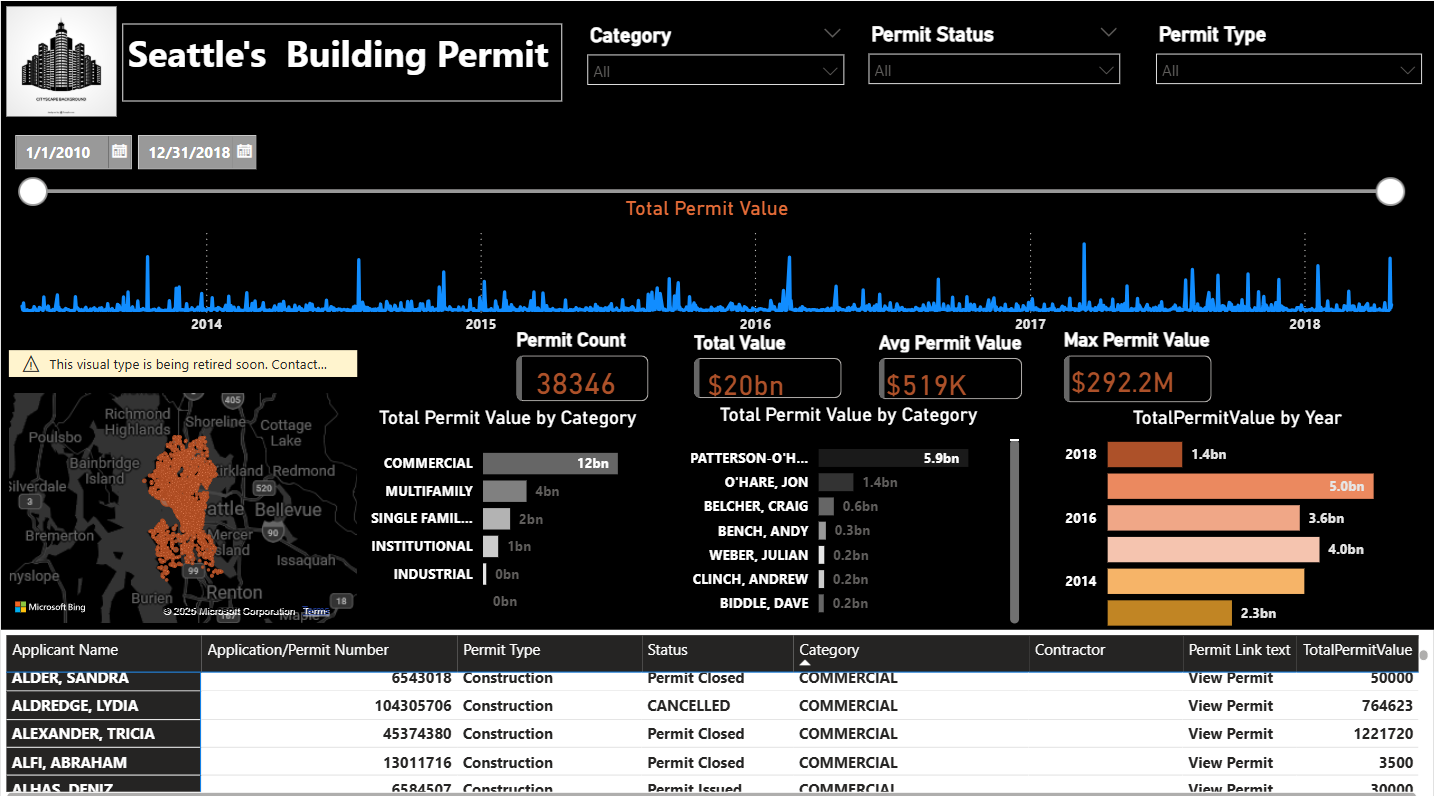 CITYSCAPE BACKGROUND
Seattle's Building Permit
Category
All
Permit Status
All
Permit Type
All
1/1/2010
12/31/2018
Total Permit Value
2014
2015
2016
2017
2018
Permit Count
38346
Total Value
$20bn
Avg Permit Value
$519K
Max Permit Value
$292.2M
This visual type is being retired soon. Contact...
405
Richmond
Highlands
Shoreline
Cottage
Lake
Poulsbo
Bainbridge
Island
Kirkland
Redmond
Silverdale
3
520
attle
Bellevue
Bremerton
Mercer
Island
90
Issaquah
nyslope
99
Burien
Renton
18
167
Maple
Microsoft Bing
© 2025 Microsoft Corporation
Terms
Total Permit Value by Category
COMMERCIAL
12bn
MULTIFAMILY
4bn
SINGLE FAMIL...
2bn
INSTITUTIONAL
1bn
INDUSTRIAL
0bn
0bn
Total Permit Value by Category
PATTERSON-O'H...
5.9bn
O'HARE, JON
1.4bn
BELCHER, CRAIG
0.6bn
BENCH, ANDY
0.3bn
WEBER, JULIAN
0.2bn
CLINCH, ANDREW
0.2bn
BIDDLE, DAVE
0.2bn
TotalPermitValue by Year
2018
1.4bn
5.0bn
2016
3.6bn
4.0bn
2014
2.3bn
Applicant Name Application/Permit Number Permit Type Status Category Contractor Permit Link text TotalPermitValue
ALDER, SANDRA 6543018 Construction Permit Closed COMMERCIAL View Permit 50000
ALDREDGE, LYDIA 104305706 Construction CANCELLED COMMERCIAL View Permit 764623
ALEXANDER, TRICIA 45374380 Construction Permit Closed COMMERCIAL View Permit 1221720
ALFI, ABRAHAM 13011716 Construction Permit Closed COMMERCIAL View Permit 3500
ALHAS, DENIZ 6584507 Construction Permit Issued COMMERCIAL View Permit 30000